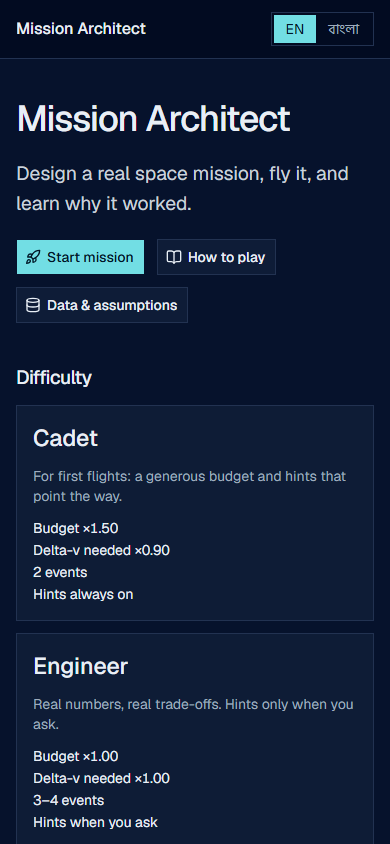 Mission Architect
EN
বাংলা
Mission Architect
Design a real space mission, fly it, and
learn why it worked.
Start mission
How to play
Data & assumptions
Difficulty
Cadet
For first flights: a generous budget and hints that
point the way.
Budget ×1.50
Delta-v needed ×0.90
2 events
Hints always on
Engineer
Real numbers, real trade-offs. Hints only when you
ask.
Budget ×1.00
Delta-v needed ×1.00
3–4 events
Hints when you ask